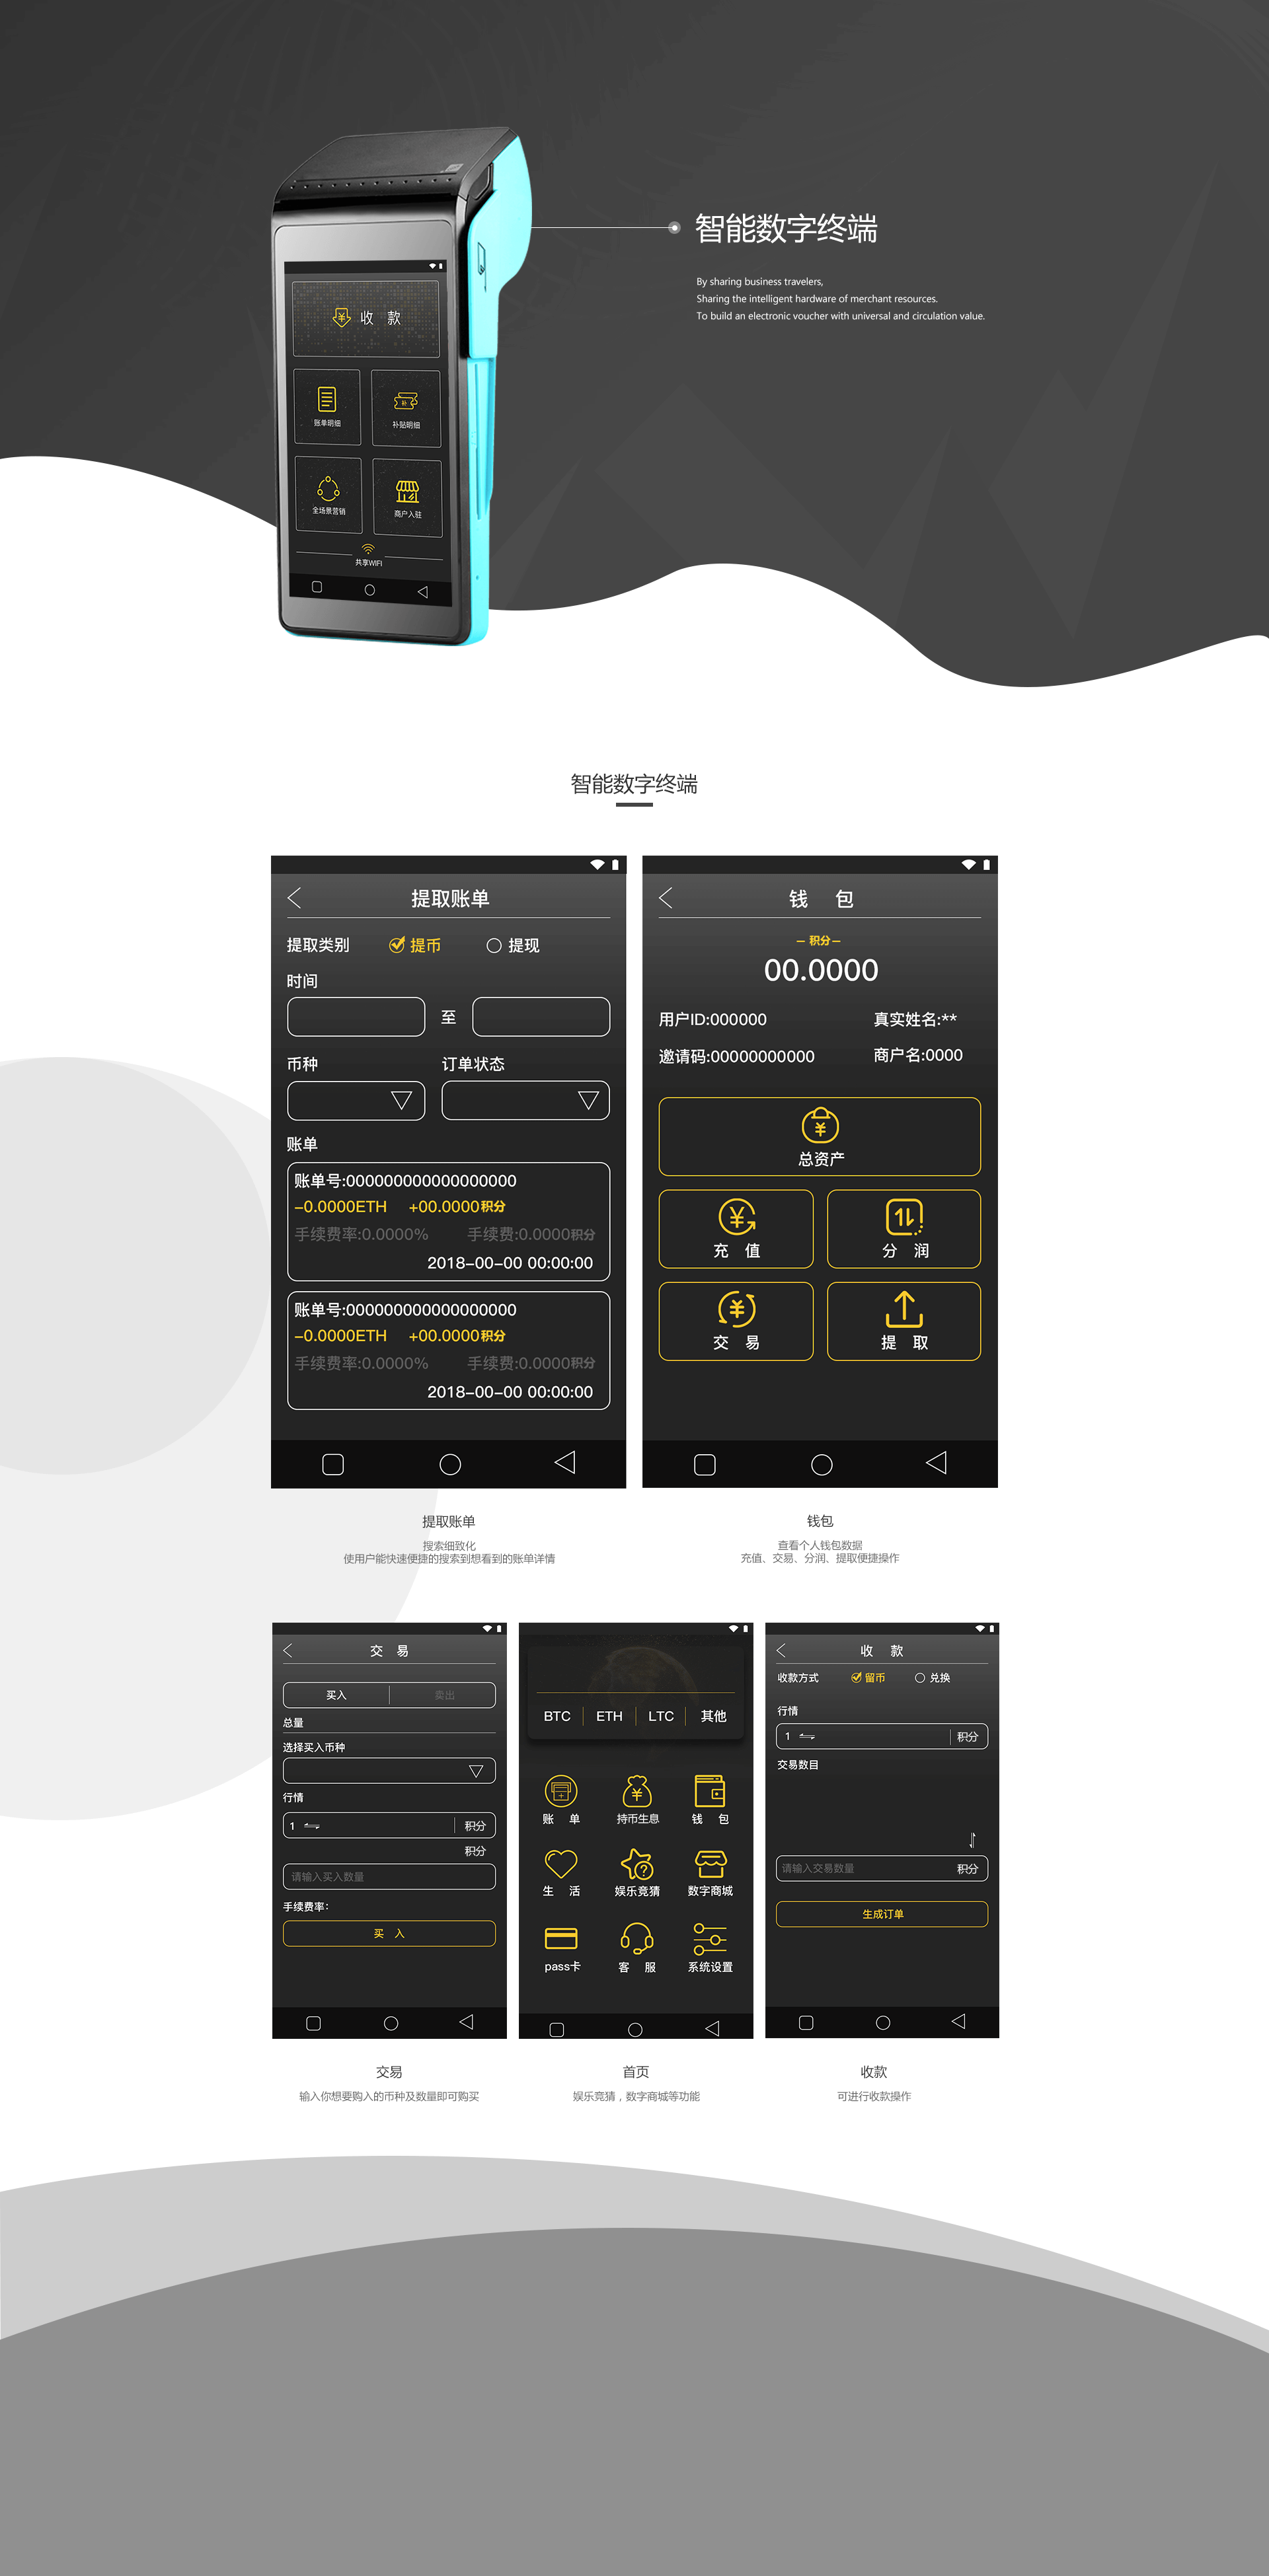 智能数字终端
By sharing business travelers,
Sharing the intelligent hardware of merchant resources.
To build an electronic voucher with universal and circulation value.
收 款
账单明细
补贴明细
全场景营销
商户入驻
共享WIFI
智能数字终端
提取账单
提取类别 提币 提现
时间
至
币种 订单状态
账单
账单号:000000000000000000
-0.0000ETH +00.0000积分
手续费率:0.0000% 手续费:0.0000积分
2018-00-00 00:00:00
账单号:000000000000000000
-0.0000ETH +00.0000积分
手续费率:0.0000% 手续费:0.0000积分
2018-00-00 00:00:00
钱 包
— 积分 —
00.0000
用户ID:000000 真实姓名:**
邀请码:00000000000 商户名:0000
总资产
充 值 分 润
交 易 提 取
提取账单
搜索细致化
使用户能快速便捷的搜索到想看到的账单详情
钱包
查看个人钱包数据
充值、交易、分润、提取便捷操作
交 易
买入 卖出
总量
选择买入币种
行情
1 积分
积分
请输入买入数量
手续费率:
买 入
BTC ETH LTC 其他
账 单 持币生息 钱 包
生 活 娱乐竞猜 数字商城
pass卡 客 服 系统设置
收 款
收款方式 留币 兑换
行情
1 积分
交易数目
请输入交易数量 积分
生成订单
交易
输入你想要购入的币种及数量即可购买
首页
娱乐竞猜，数字商城等功能
收款
可进行收款操作